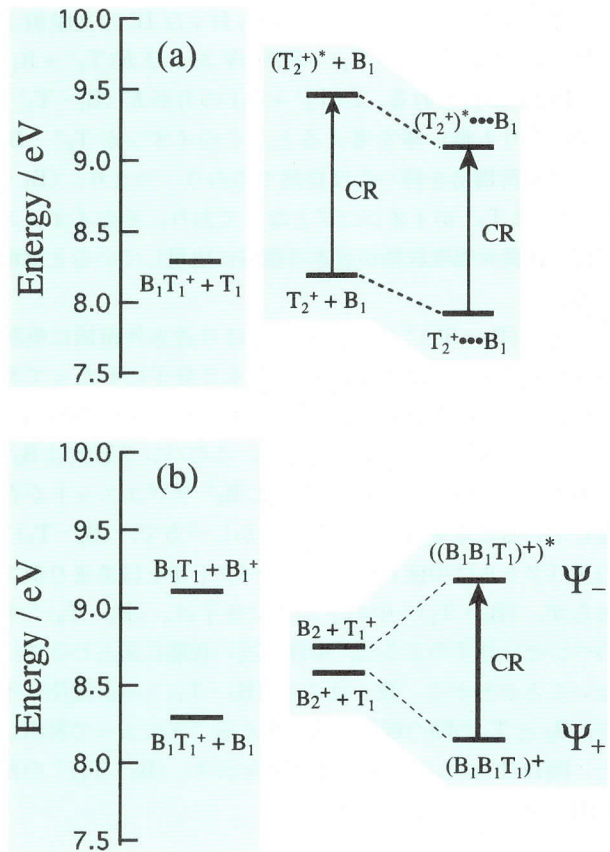 10.0
(a)
(T₂⁺)* + B₁
9.5
(T₂⁺)*•••B₁
9.0
Energy / eV
CR
CR
8.5
B₁T₁⁺ + T₁
8.0
T₂⁺ + B₁
T₂⁺•••B₁
7.5
10.0
(b)
9.5
((B₁B₁T₁)⁺)*
Ψ₋
B₁T₁ + B₁⁺
9.0
B2 + T₁⁺
Energy / eV
CR
8.5
B₂⁺ + T₁
B₁T₁⁺ + B₁
Ψ₊
8.0
(B₁B₁T₁)⁺
7.5